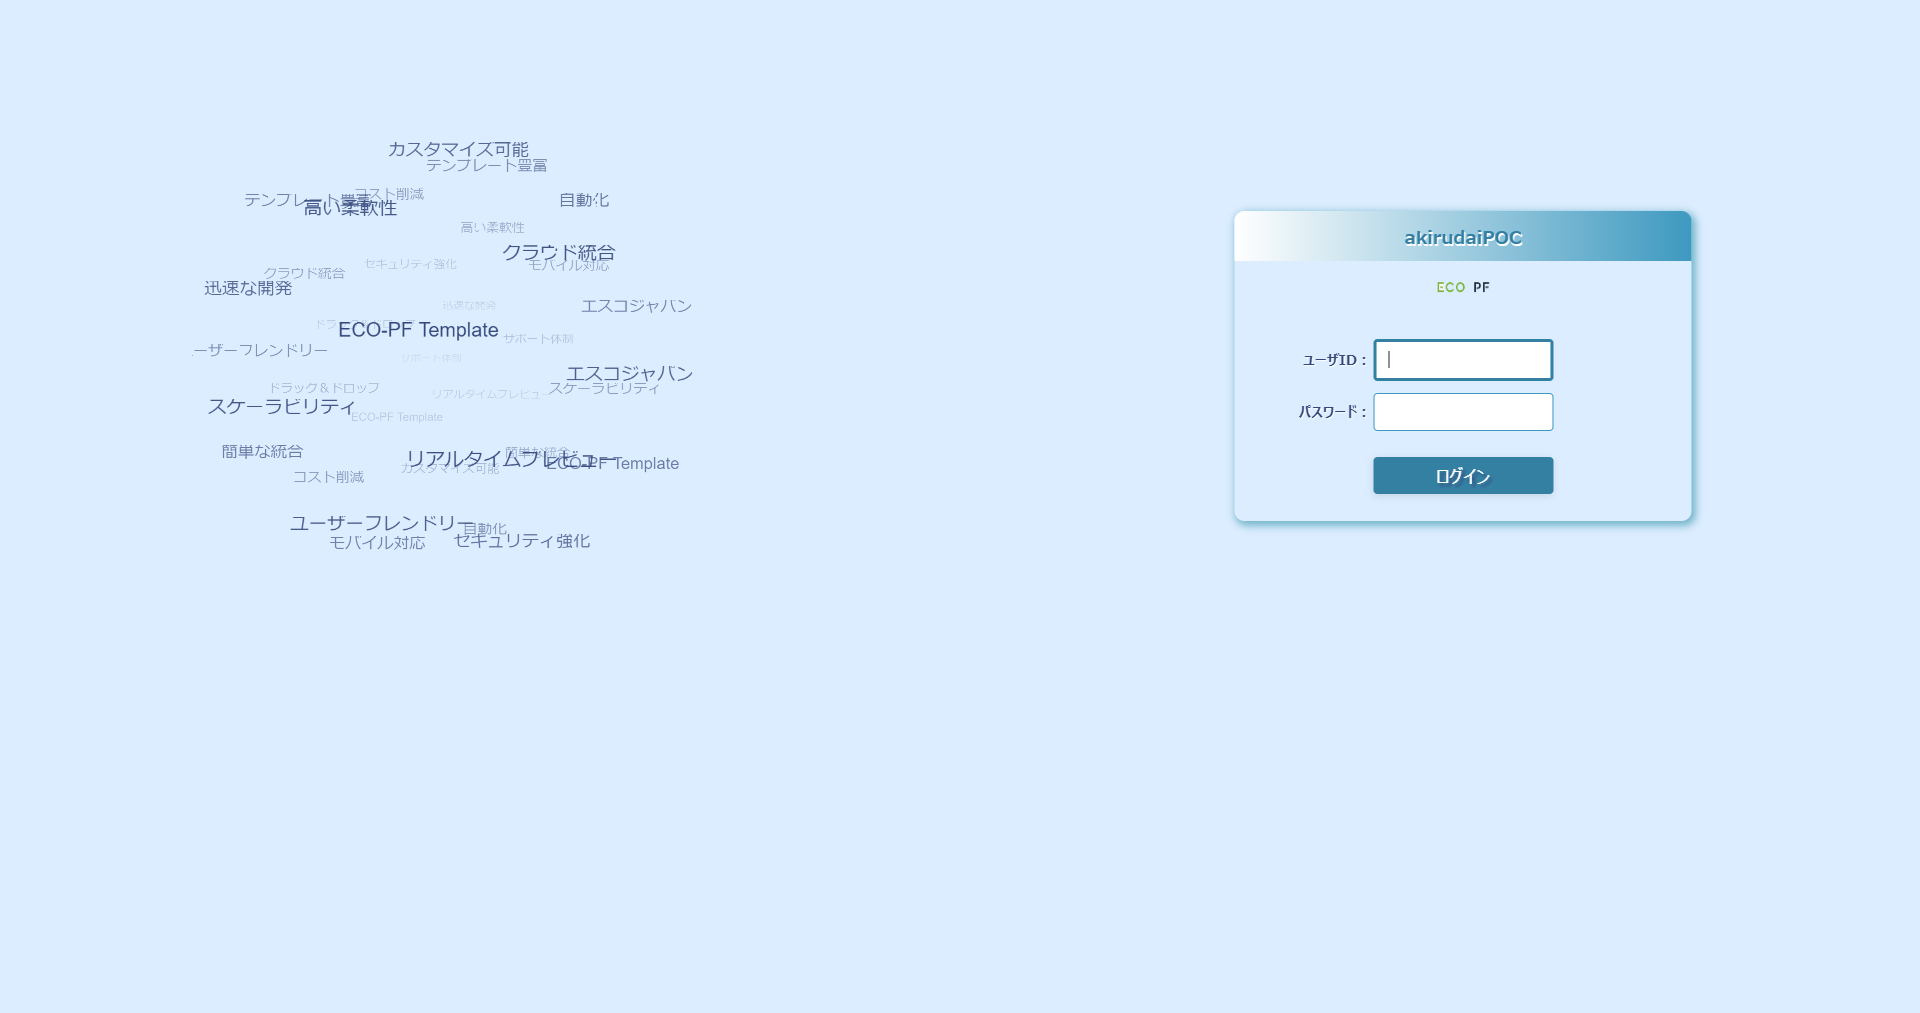 カスタマイズ可能
テンプレート豊富
コスト削減
テンプレート豊富
自動化
高い柔軟性
高い柔軟性
クラウド統合
セキュリティ強化
モバイル対応
クラウド統合
迅速な開発
迅速な開発
エスコジャパン
ECO-PF Template
サポート体制
ーザーフレンドリー
サポート体制
エスコジャパン
ドラック＆ドロップ
スケーラビリティ
リアルタイムプレビュー
スケーラビリティ
ECO-PF Template
簡単な統合
簡単な統合
リアルタイムプレビュー
ECO-PF Template
カスタマイズ可能
コスト削減
ユーザーフレンドリー
自動化
モバイル対応
セキュリティ強化
akirudaiPOC
ECO PF
ユーザID：
パスワード：
ログイン